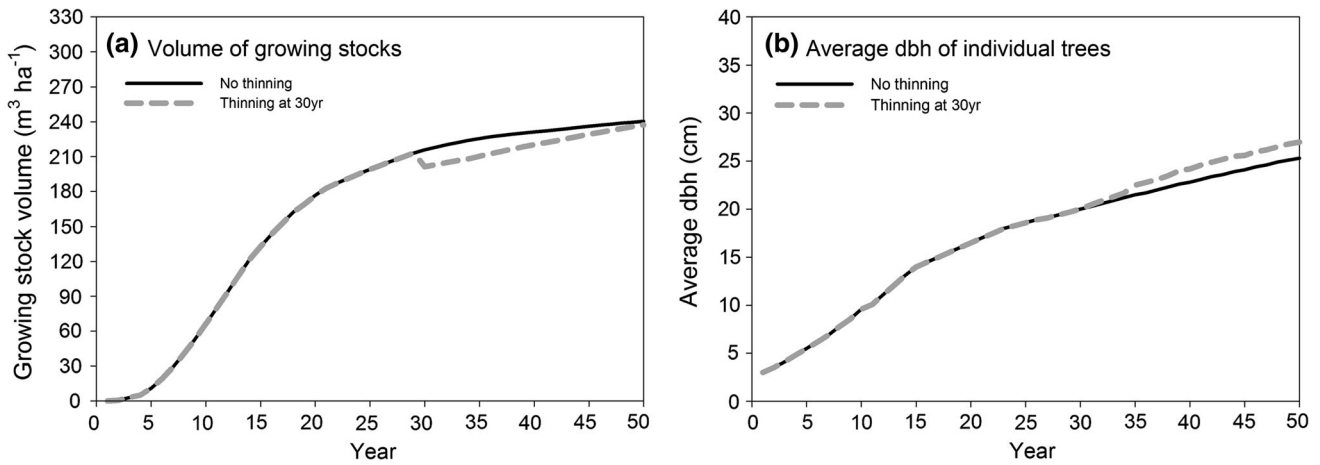 (a) Volume of growing stocks
No thinning
Thinning at 30yr
Growing stock volume (m³ ha⁻¹)
330
300
270
240
210
180
150
120
90
60
30
0
0 5 10 15 20 25 30 35 40 45 50
Year
(b) Average dbh of individual trees
No thinning
Thinning at 30yr
Average dbh (cm)
40
35
30
25
20
15
10
5
0
0 5 10 15 20 25 30 35 40 45 50
Year